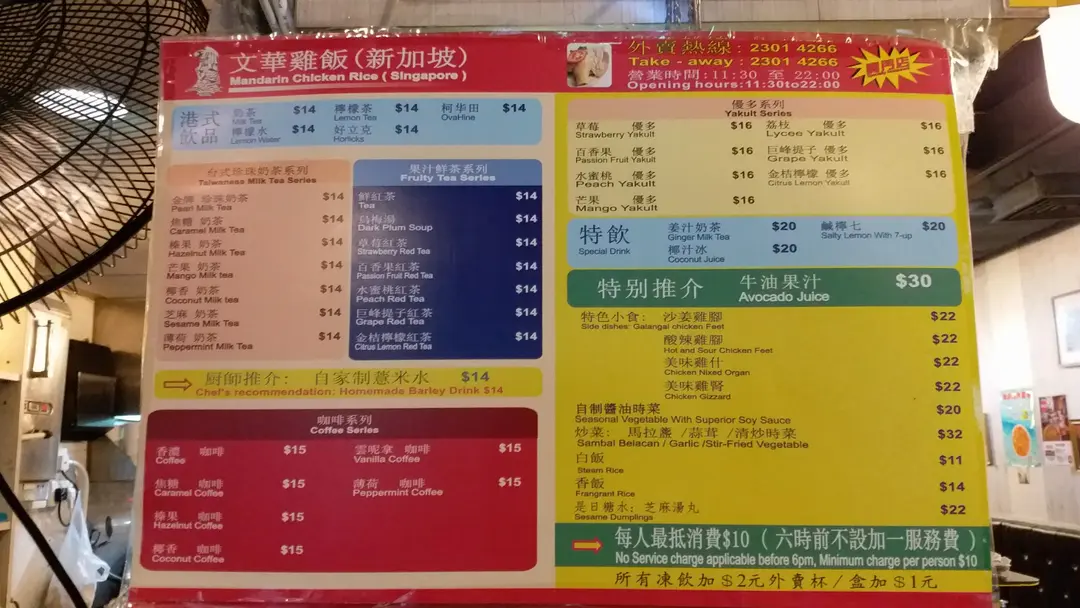 文華雞飯(新加坡)
Mandarin Chicken Rice ( Singapore )
外賣熱線：2301 4266
Take - away : 2301 4266
營業時間:11:30 至 22:00
Opening hours:11:30to22:00
港式飲品
奶茶 $14
Milk Tea
檸檬茶 $14
Lemon Tea
柯华田 $14
OvaHine
檸檬水 $14
Lemon Water
好立克 $14
Horlicks
台式珍珠奶茶系列
Taiwaness Milk Tea Series
金牌 珍珠奶茶 $14
Pearl Milk Tea
焦糖 奶茶 $14
Caramel Milk Tea
榛果 奶茶 $14
Hazelnut Milk Tea
芒果 奶茶 $14
Mango Milk tea
椰香 奶茶 $14
Coconut Milk tea
芝麻 奶茶 $14
Sesame Milk Tea
薄荷 奶茶 $14
Peppermint Milk Tea
果汁鮮茶系列
Fruity Tea Series
鮮紅茶 $14
Tea
烏梅湯 $14
Dark Plum Soup
草莓紅茶 $14
Strawberry Red Tea
百香果紅茶 $14
Passion Fruit Red Tea
水蜜桃紅茶 $14
Peach Red Tea
巨峰提子紅茶 $14
Grape Red Tea
金桔檸檬紅茶 $14
Citrus Lemon Red Tea
厨師推介： 自家制薏米水 $14
Chef's recommendation: Homemade Barley Drink $14
咖啡系列
Coffee Series
香濃 咖啡 $15
Coffee
雲呢拿 咖啡 $15
Vanilla Coffee
焦糖 咖啡 $15
Caramel Coffee
薄荷 咖啡 $15
Peppermint Coffee
榛果 咖啡 $15
Hazelnut Coffee
椰香 咖啡 $15
Coconut Coffee
優多系列
Yakult Series
草莓 優多 $16
Strawberry Yakult
荔枝 優多 $16
Lycee Yakult
百香果 優多 $16
Passion Fruit Yakult
巨峰提子 優多 $16
Grape Yakult
水蜜桃 優多 $16
Peach Yakult
金桔檸檬 優多 $16
Citrus Lemon Yakult
芒果 優多 $16
Mango Yakult
特飲
Special Drink
姜汁奶茶 $20
Ginger Milk Tea
鹹檸七 $20
Salty Lemon With 7-up
椰汁冰 $20
Coconut Juice
特别推介 牛油果汁 $30
Avocado Juice
特色小食： 沙姜雞腳 $22
Side dishes: Galangal chicken Feet
酸辣雞腳 $22
Hot and Sour Chicken Feet
美味雞什 $22
Chicken Nixed Organ
美味雞腎 $22
Chicken Gizzard
自制醬油時菜 $20
Seasonal Vegetable With Superior Soy Sauce
炒菜： 馬拉盞 /蒜茸 /清炒時菜 $32
Sambal Belacan / Garlic /Stir-Fried Vegetable
白飯 $11
Steam Rice
香飯 $14
Frangrant Rice
是日糖水：芝麻湯丸 $22
Sesame Dumplings
每人最抵消費$10 ( 六時前不設加一服務費 )
No Service charge applicable before 6pm, Minimum charge per person $10
所有凍飲加 $2元外賣杯 / 盒加 $1元